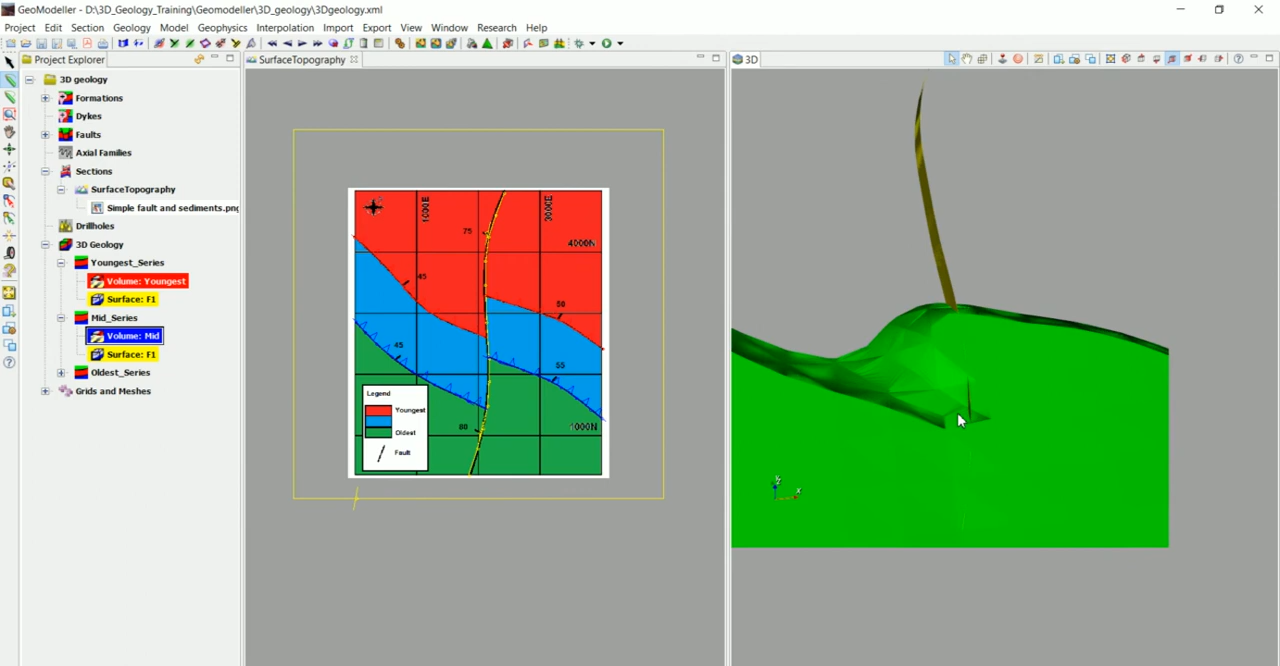 GeoModeller - D:\3D_Geology_Training\Geomodeller\3D_geology\3Dgeology.xml
Project Edit Section Geology Model Geophysics Interpolation Import Export View Window Research Help
Project Explorer
SurfaceTopography
3D
3D geology
Formations
Dykes
Faults
Axial Families
Sections
SurfaceTopography
Simple fault and sediments.png
Drillholes
3D Geology
Youngest_Series
Volume: Youngest
Surface: F1
Mid_Series
Volume: Mid
Surface: F1
Oldest_Series
Grids and Meshes
1000E
3000E
75
4000N
45
50
45
55
Legend
Youngest
Oldest
Fault
80
1000N
Y
X